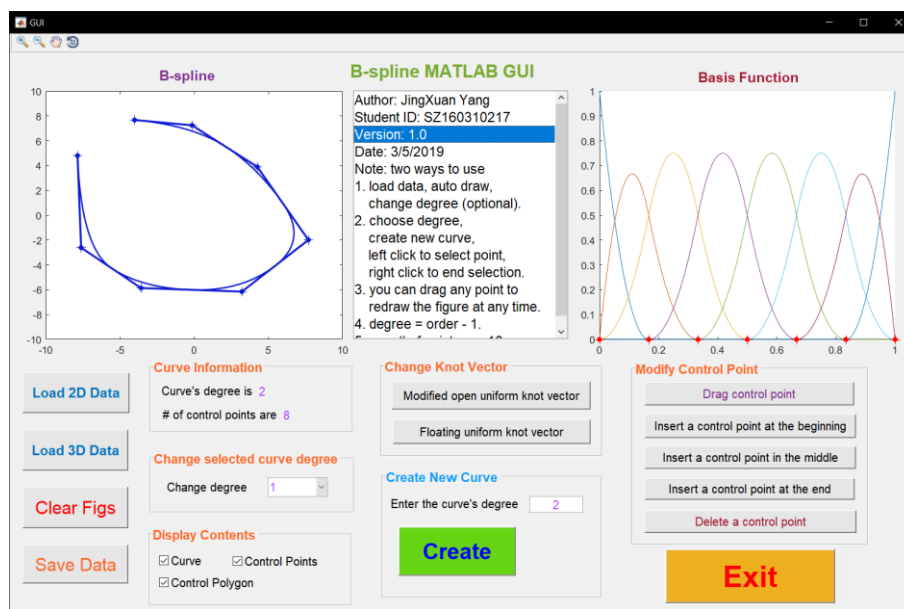 GUI
B-spline
B-spline MATLAB GUI
Basis Function
10
8
6
4
2
0
-2
-4
-6
-8
-10
-10
-5
0
5
10
Author: JingXuan Yang
Student ID: SZ160310217
Version: 1.0
Date: 3/5/2019
Note: two ways to use
1. load data, auto draw,
change degree (optional).
2. choose degree,
create new curve,
left click to select point,
right click to end selection.
3. you can drag any point to
redraw the figure at any time.
4. degree = order - 1.
1
0.9
0.8
0.7
0.6
0.5
0.4
0.3
0.2
0.1
0
0
0.2
0.4
0.6
0.8
1
Load 2D Data
Load 3D Data
Clear Figs
Save Data
Curve Information
Curve's degree is 2
# of control points are 8
Change selected curve degree
Change degree 1
Display Contents
Curve Control Points
Control Polygon
Change Knot Vector
Modified open uniform knot vector
Floating uniform knot vector
Create New Curve
Enter the curve's degree 2
Create
Modify Control Point
Drag control point
Insert a control point at the beginning
Insert a control point in the middle
Insert a control point at the end
Delete a control point
Exit